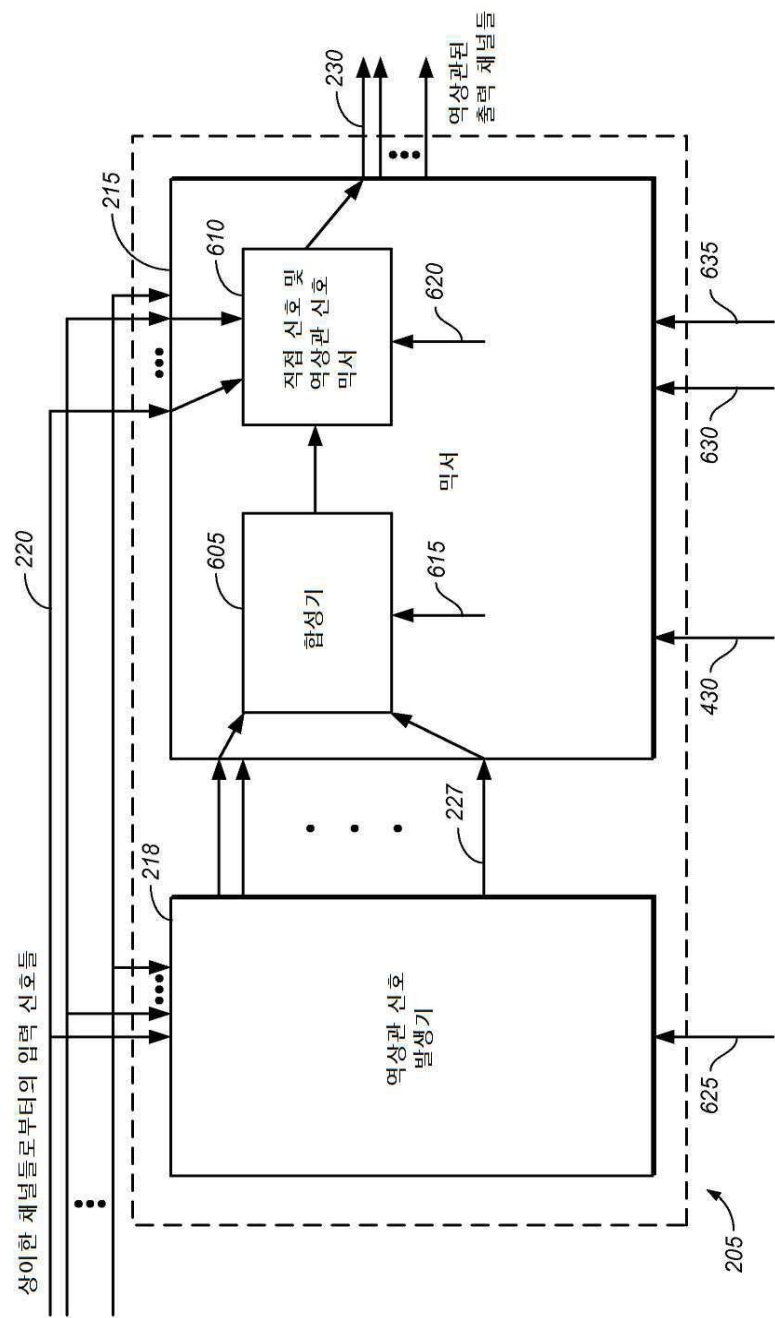 상이한 채널들로부터의 입력 신호들
220
218
역상관 신호
발생기
625
205
227
215
605
합성기
615
610
직접 신호 및
역상관 신호
믹서
620
믹서
430
630
635
230
역상관된
출력 채널들